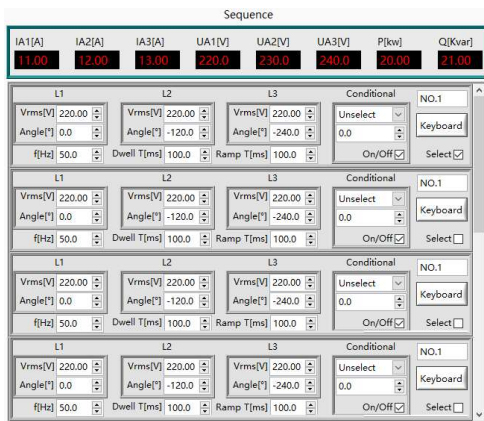 Sequence
IA1[A] IA2[A] IA3[A] UA1[V] UA2[V] UA3[V] P[kw] Q[Kvar]
11.00 12.00 13.00 220.0 230.0 240.0 20.00 21.00
L1 L2 L3 Conditional NO.1
Vrms[V] 220.00 Vrms[V] 220.00 Vrms[V] 220.00 Unselect
Angle[°] 0.0 Angle[°] -120.0 Angle[°] -240.0 0.0 Keyboard
f[Hz] 50.0 Dwell T[ms] 100.0 Ramp T[ms] 100.0 On/Off Select
L1 L2 L3 Conditional NO.1
Vrms[V] 220.00 Vrms[V] 220.00 Vrms[V] 220.00 Unselect
Angle[°] 0.0 Angle[°] -120.0 Angle[°] -240.0 0.0 Keyboard
f[Hz] 50.0 Dwell T[ms] 100.0 Ramp T[ms] 100.0 On/Off Select
L1 L2 L3 Conditional NO.1
Vrms[V] 220.00 Vrms[V] 220.00 Vrms[V] 220.00 Unselect
Angle[°] 0.0 Angle[°] -120.0 Angle[°] -240.0 0.0 Keyboard
f[Hz] 50.0 Dwell T[ms] 100.0 Ramp T[ms] 100.0 On/Off Select
L1 L2 L3 Conditional NO.1
Vrms[V] 220.00 Vrms[V] 220.00 Vrms[V] 220.00 Unselect
Angle[°] 0.0 Angle[°] -120.0 Angle[°] -240.0 0.0 Keyboard
f[Hz] 50.0 Dwell T[ms] 100.0 Ramp T[ms] 100.0 On/Off Select